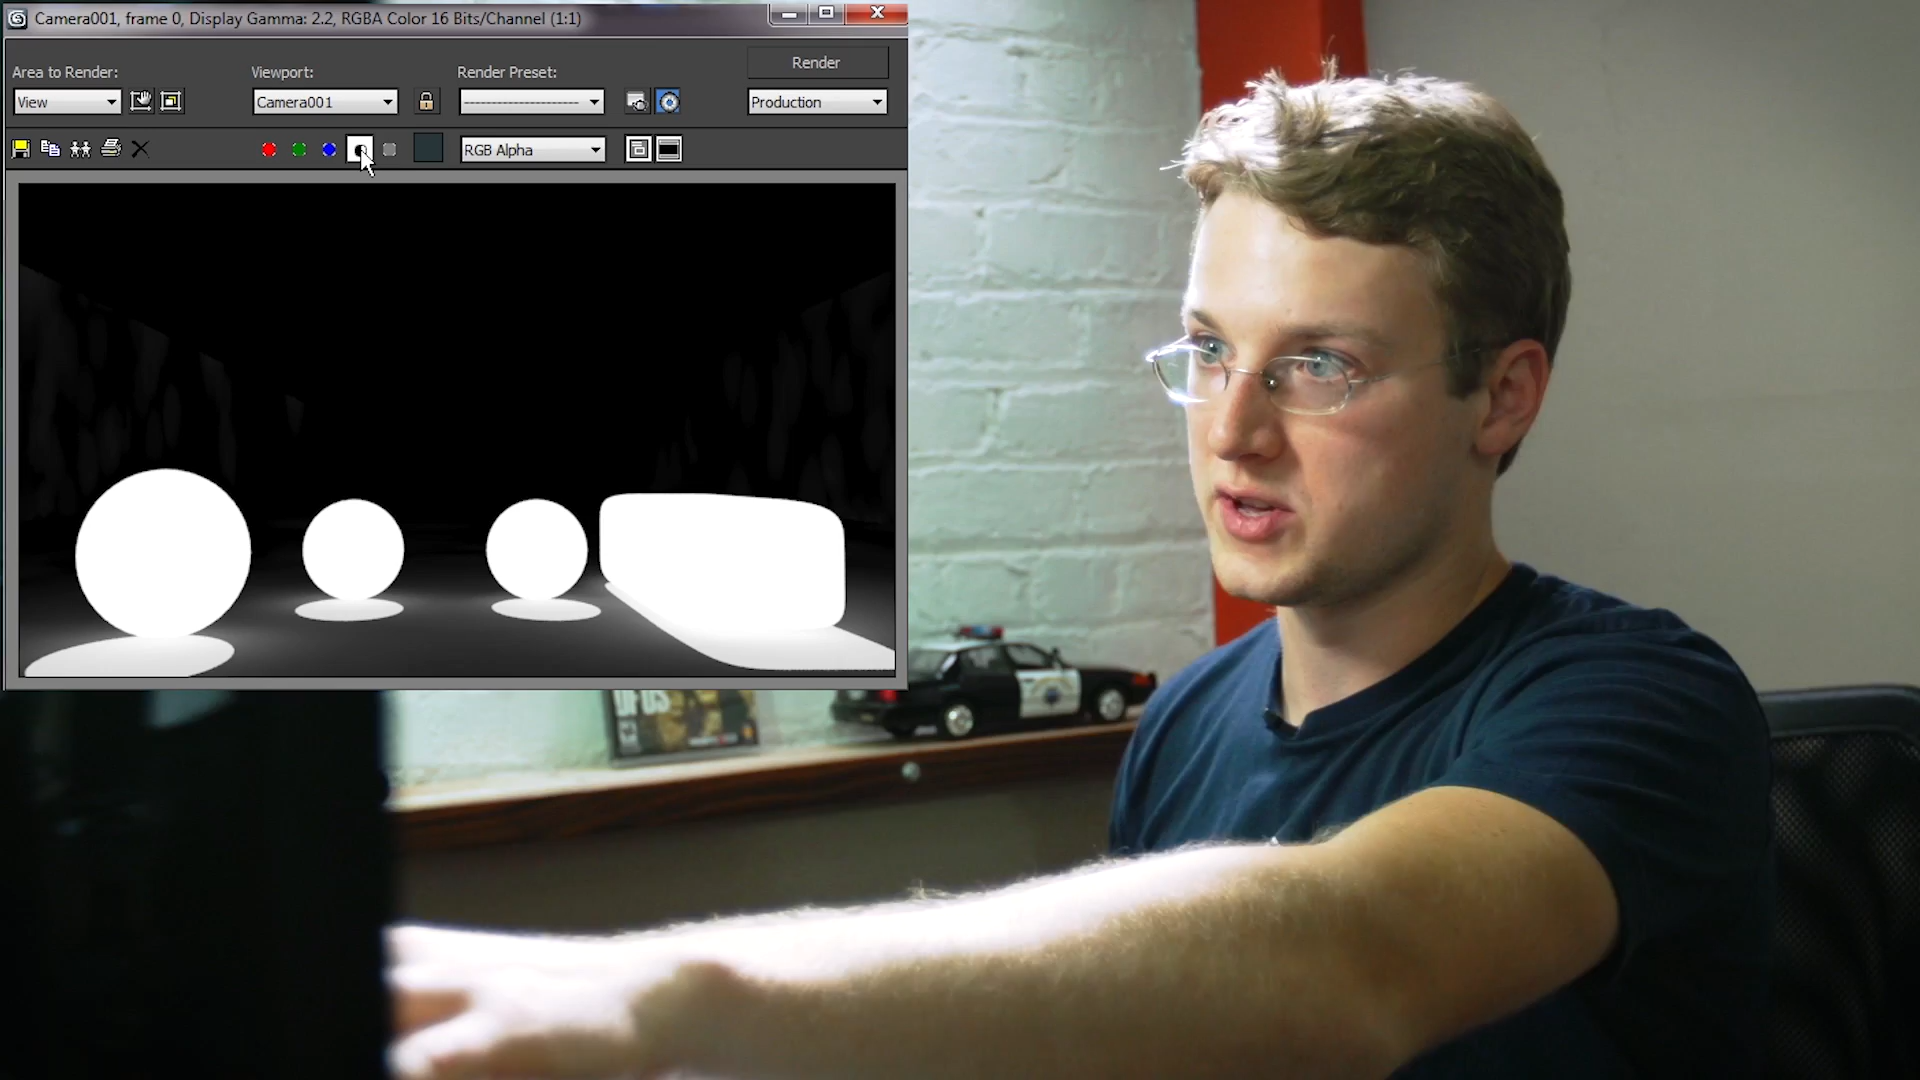 Camera001, frame 0, Display Gamma: 2.2, RGBA Color 16 Bits/Channel (1:1)
Area to Render:
Viewport:
Render Preset:
Render
View
Camera001
Production
RGB Alpha